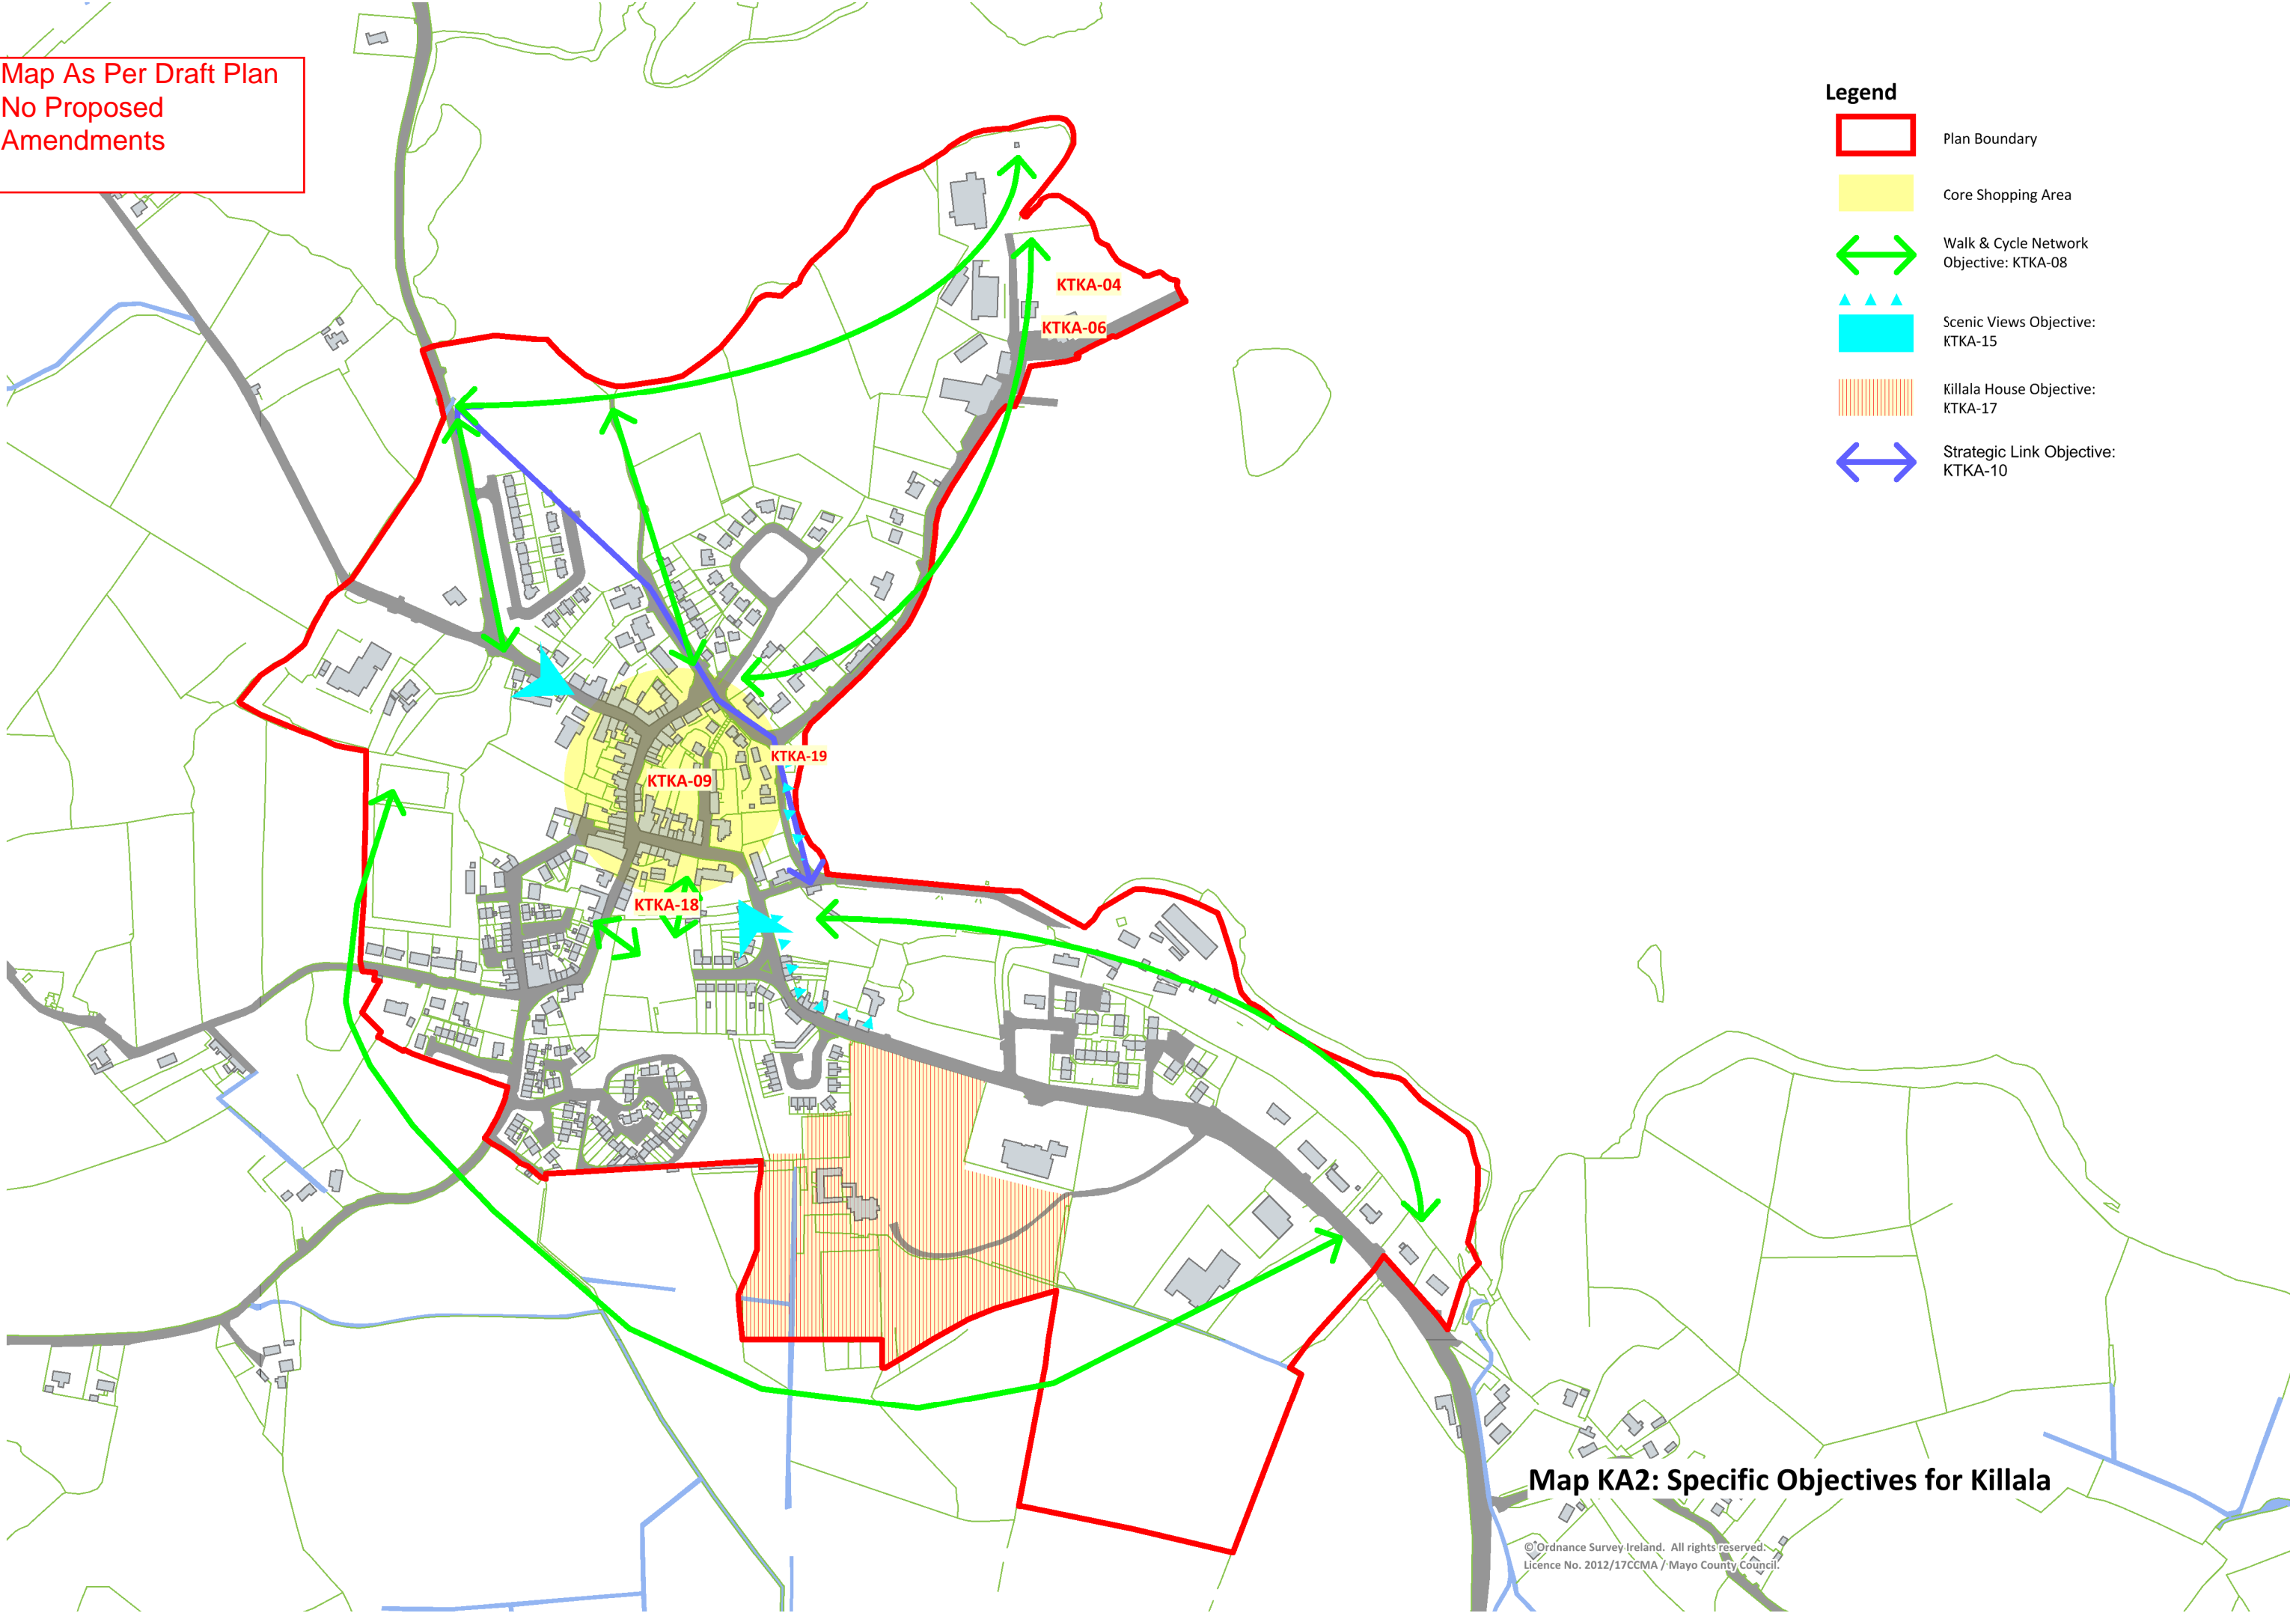 Map As Per Draft Plan
No Proposed
Amendments
Legend
Plan Boundary
Core Shopping Area
Walk & Cycle Network
Objective: KTKA-08
Scenic Views Objective:
KTKA-15
Killala House Objective:
KTKA-17
Strategic Link Objective:
KTKA-10
KTKA-04
KTKA-06
KTKA-19
KTKA-09
KTKA-18
Map KA2: Specific Objectives for Killala
© Ordnance Survey Ireland. All rights reserved.
Licence No. 2012/17CCMA / Mayo County Council.